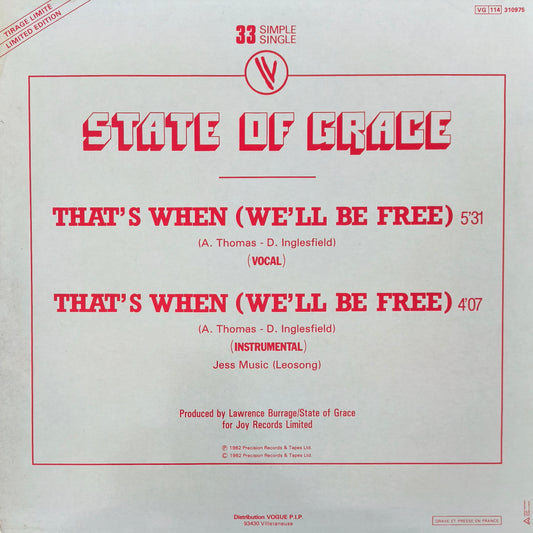 TIRAGE LIMITÉ
LIMITED EDITION
33 SIMPLE
SINGLE
VG 114 310975
STATE OF GRACE
THAT'S WHEN (WE'LL BE FREE) 5'31
(A. Thomas - D. Inglesfield)
(VOCAL)
THAT'S WHEN (WE'LL BE FREE) 4'07
(A. Thomas - D. Inglesfield)
(INSTRUMENTAL)
Jess Music (Leosong)
Produced by Lawrence Burrage/State of Grace
for Joy Records Limited
℗ 1982 Precision Records & Tapes Ltd.
© 1982 Precision Records & Tapes Ltd.
Distribution VOGUE P.I.P.
93430 Villetaneuse
GRAVE ET PRESSE EN FRANCE